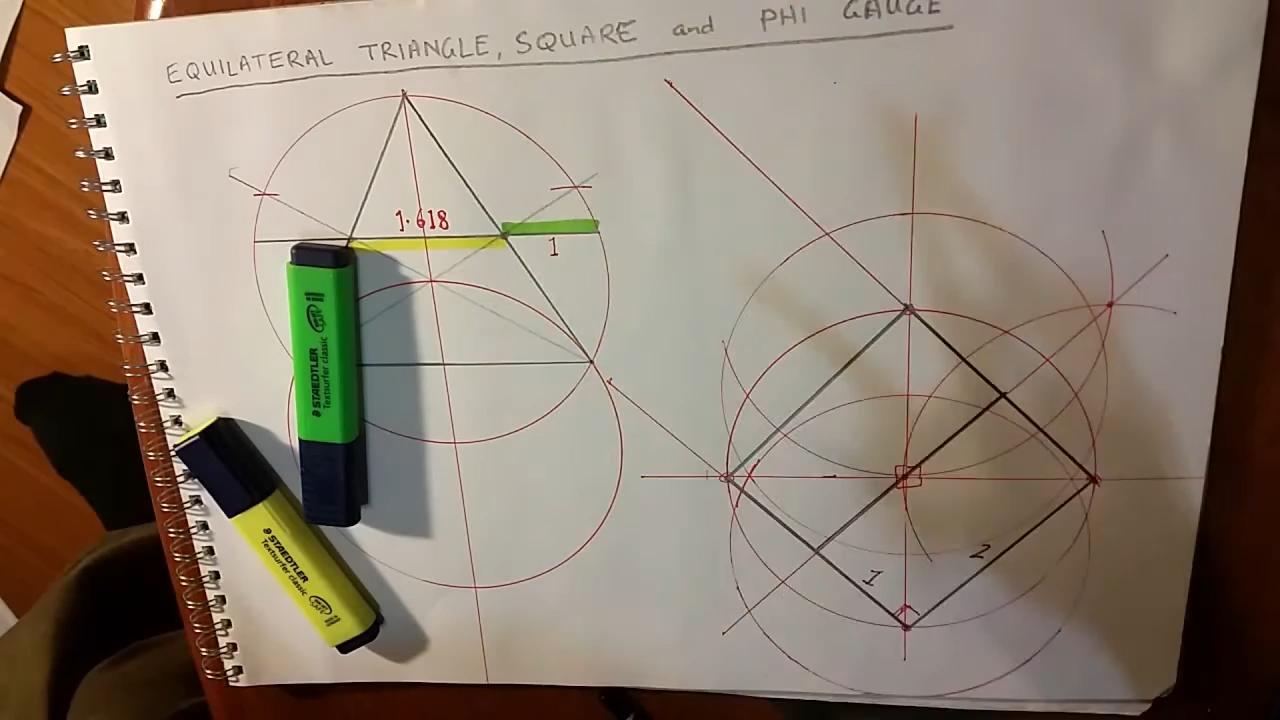 EQUILATERAL TRIANGLE, SQUARE and PHI GAUGE
1.618
1
STAEDTLER
Textsurfer classic
STAEDTLER
Textsurfer classic
1
2